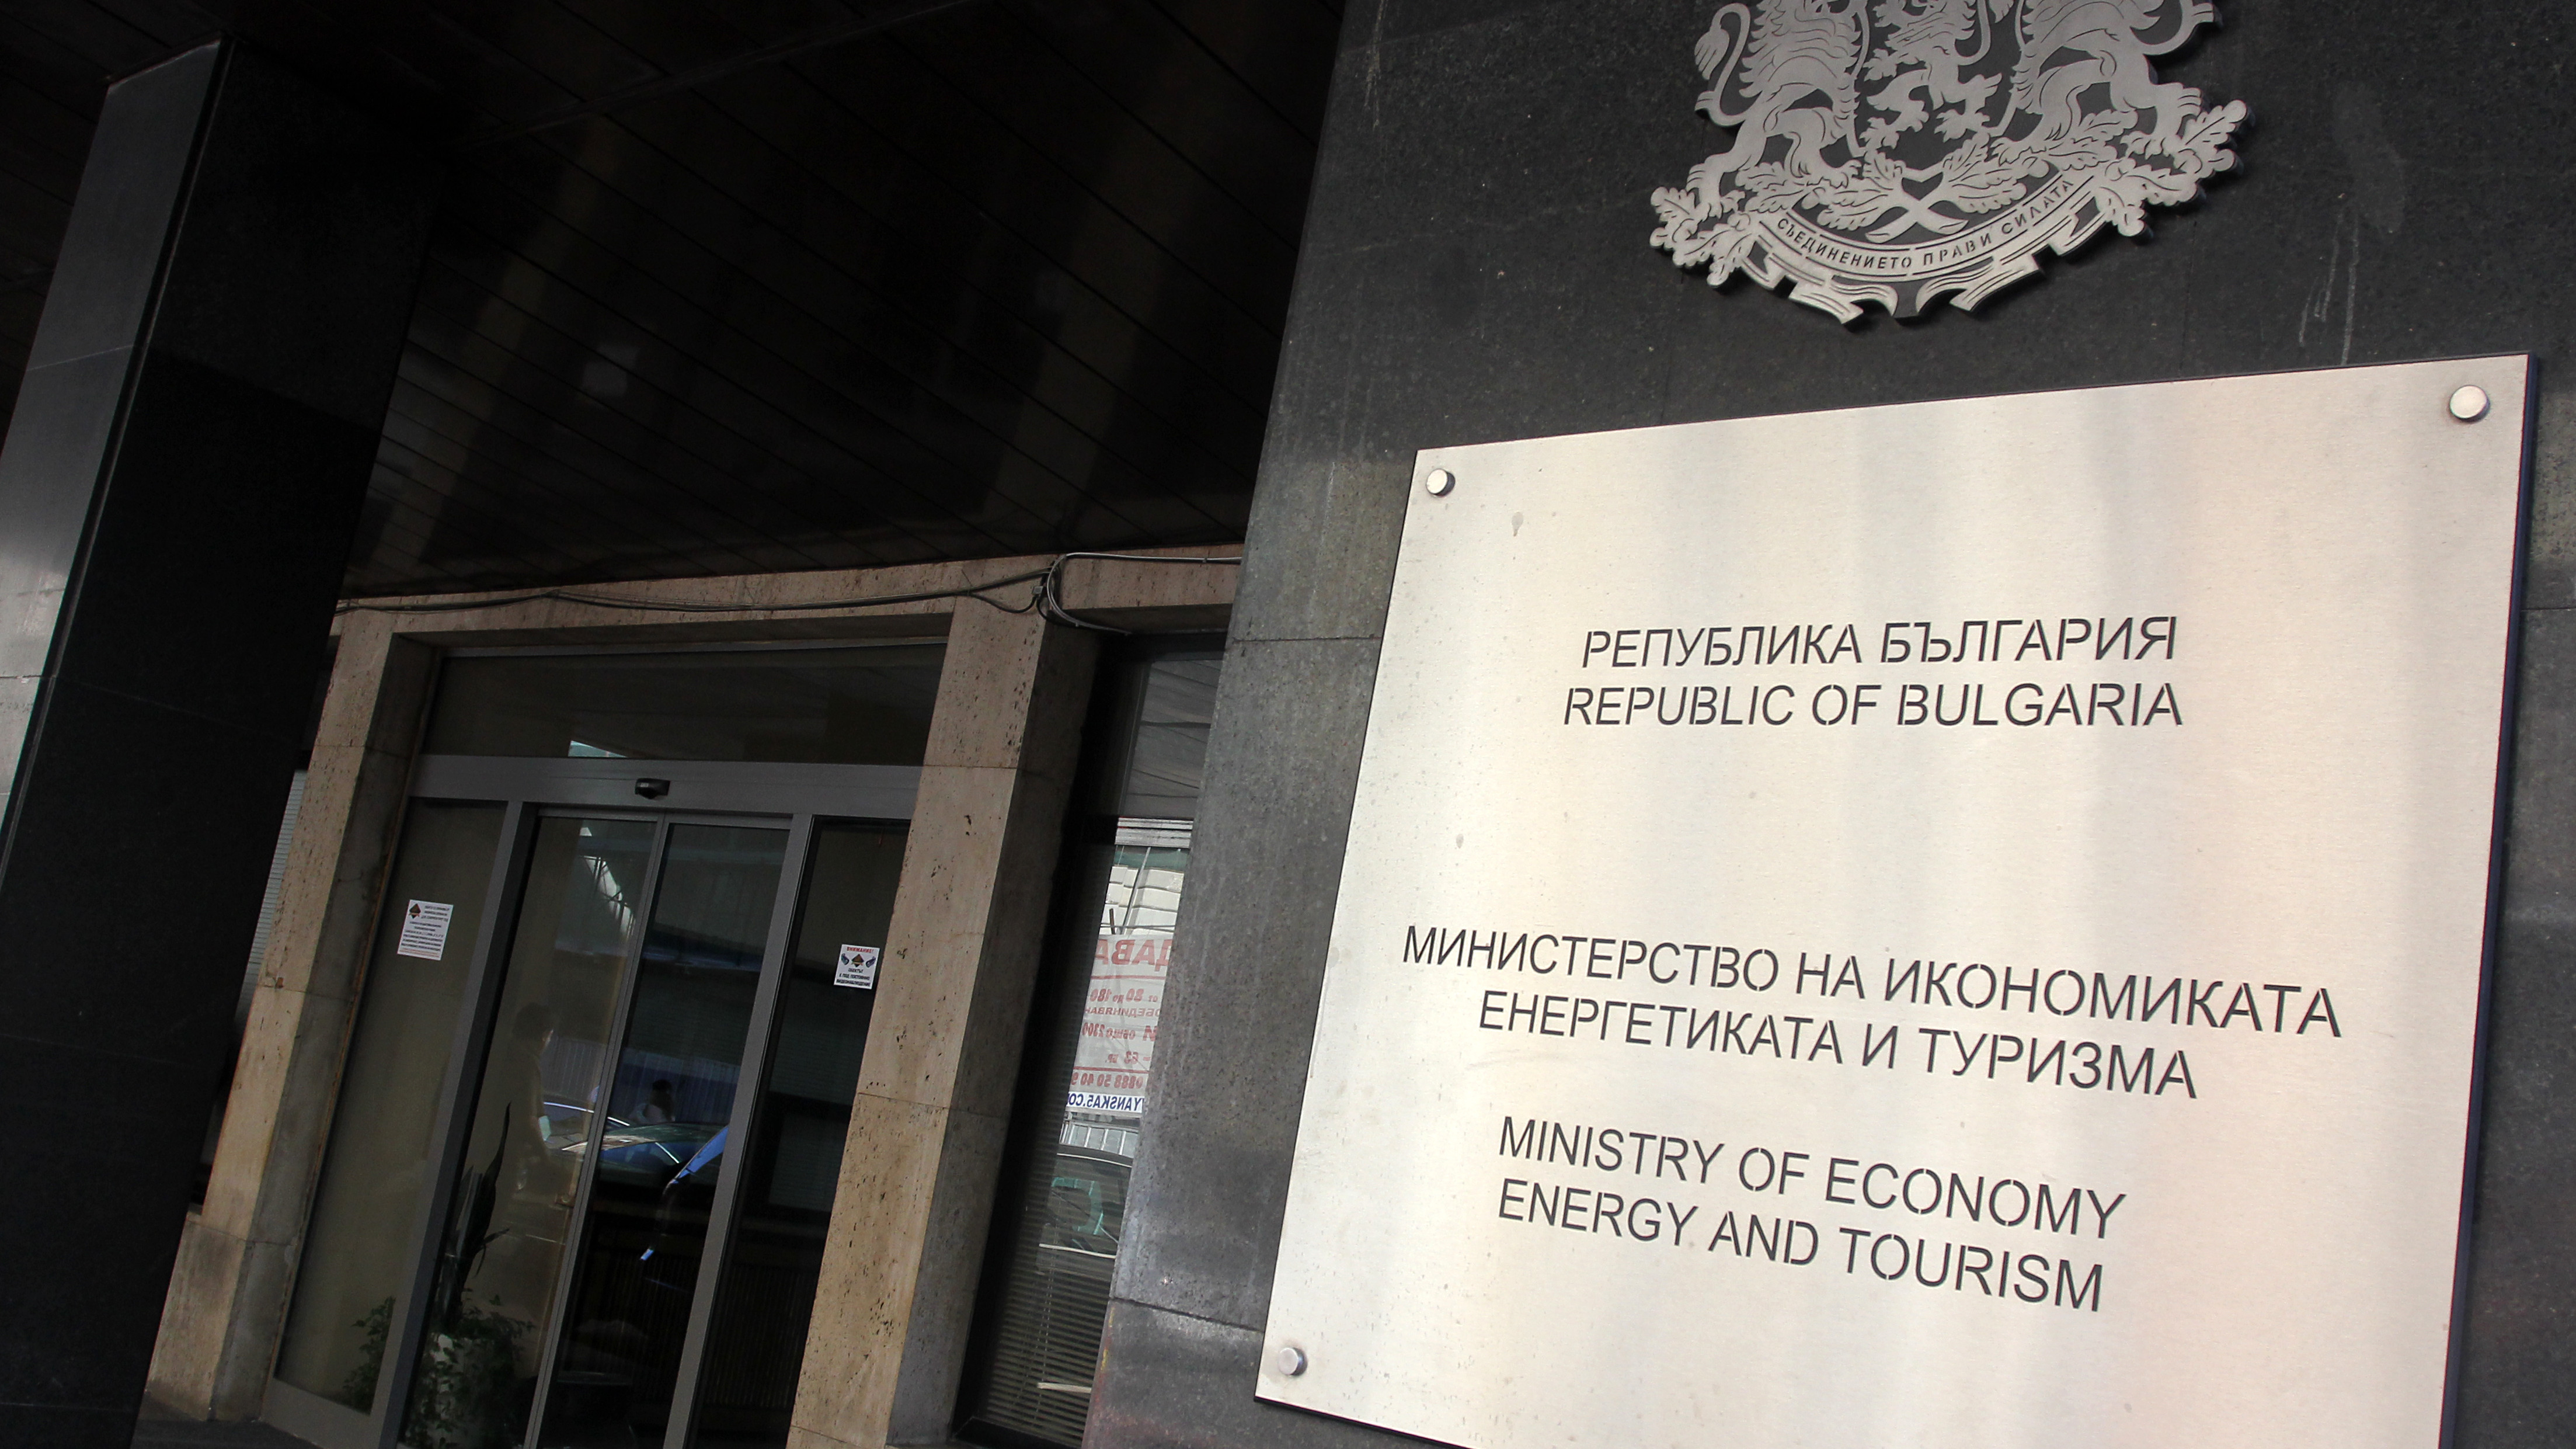 СЪЕДИНЕНИЕТО ПРАВИ СИЛАТА
РЕПУБЛИКА БЪЛГАРИЯ
REPUBLIC OF BULGARIA
МИНИСТЕРСТВО НА ИКОНОМИКАТА
ЕНЕРГЕТИКАТА И ТУРИЗМА
MINISTRY OF ECONOMY
ENERGY AND TOURISM